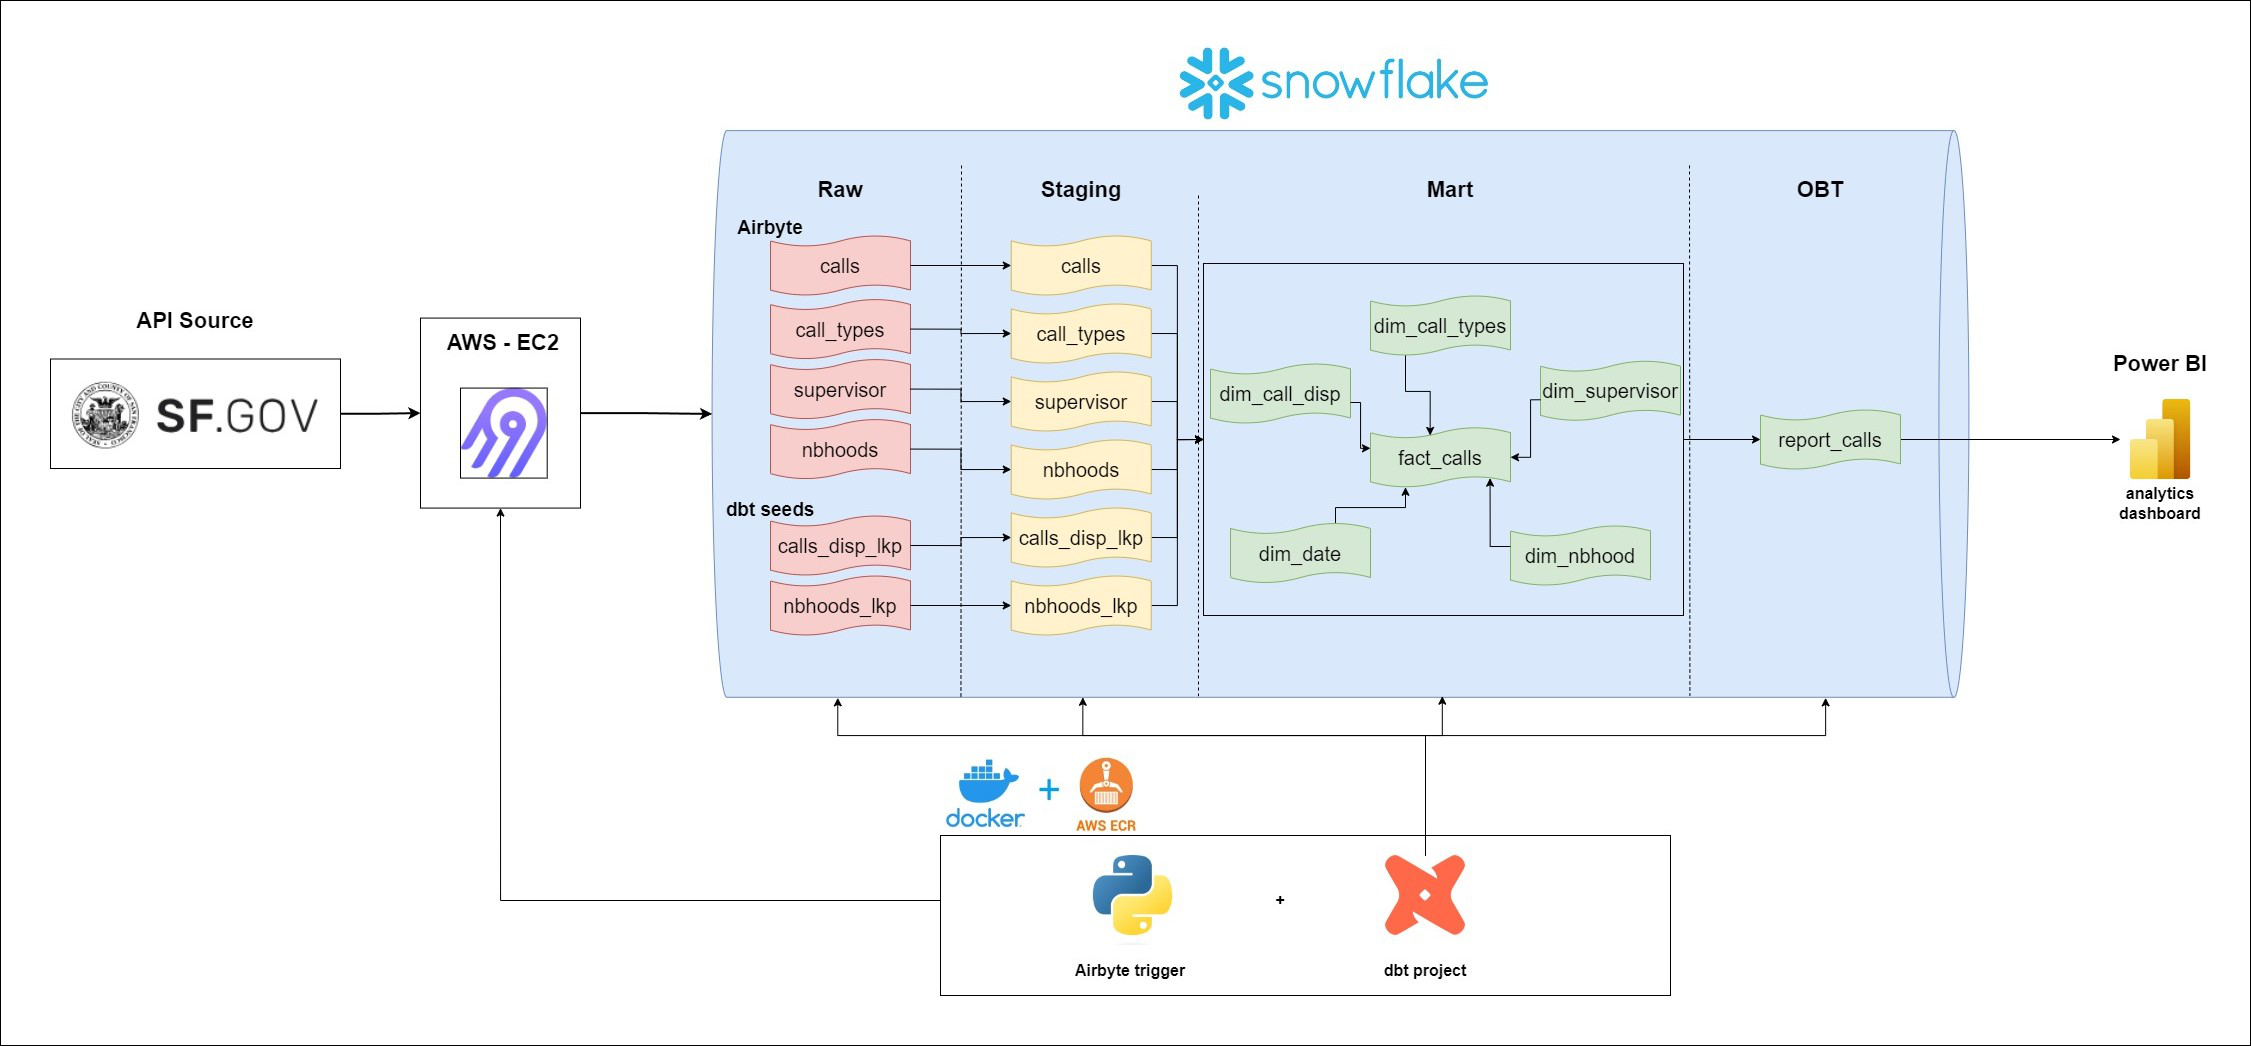 snowflake
Raw
Staging
Mart
OBT
Airbyte
calls
call_types
supervisor
nbhoods
dbt seeds
calls_disp_lkp
nbhoods_lkp
calls
call_types
supervisor
nbhoods
calls_disp_lkp
nbhoods_lkp
dim_call_types
dim_call_disp
dim_supervisor
fact_calls
dim_date
dim_nbhood
report_calls
API Source
SF.GOV
AWS - EC2
Power BI
analytics
dashboard
docker
+
AWS ECR
+
Airbyte trigger
dbt project